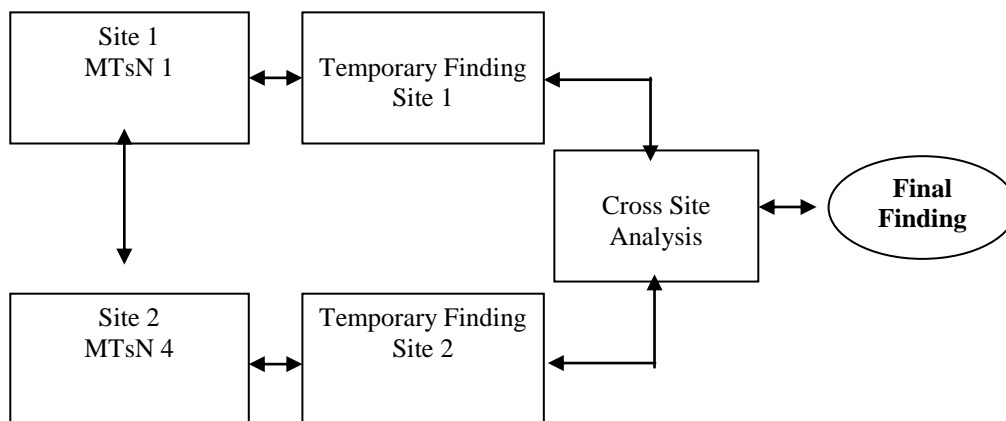 Site 1
MTsN 1
Temporary Finding
Site 1
Cross Site
Analysis
Final
Finding
Site 2
MTsN 4
Temporary Finding
Site 2